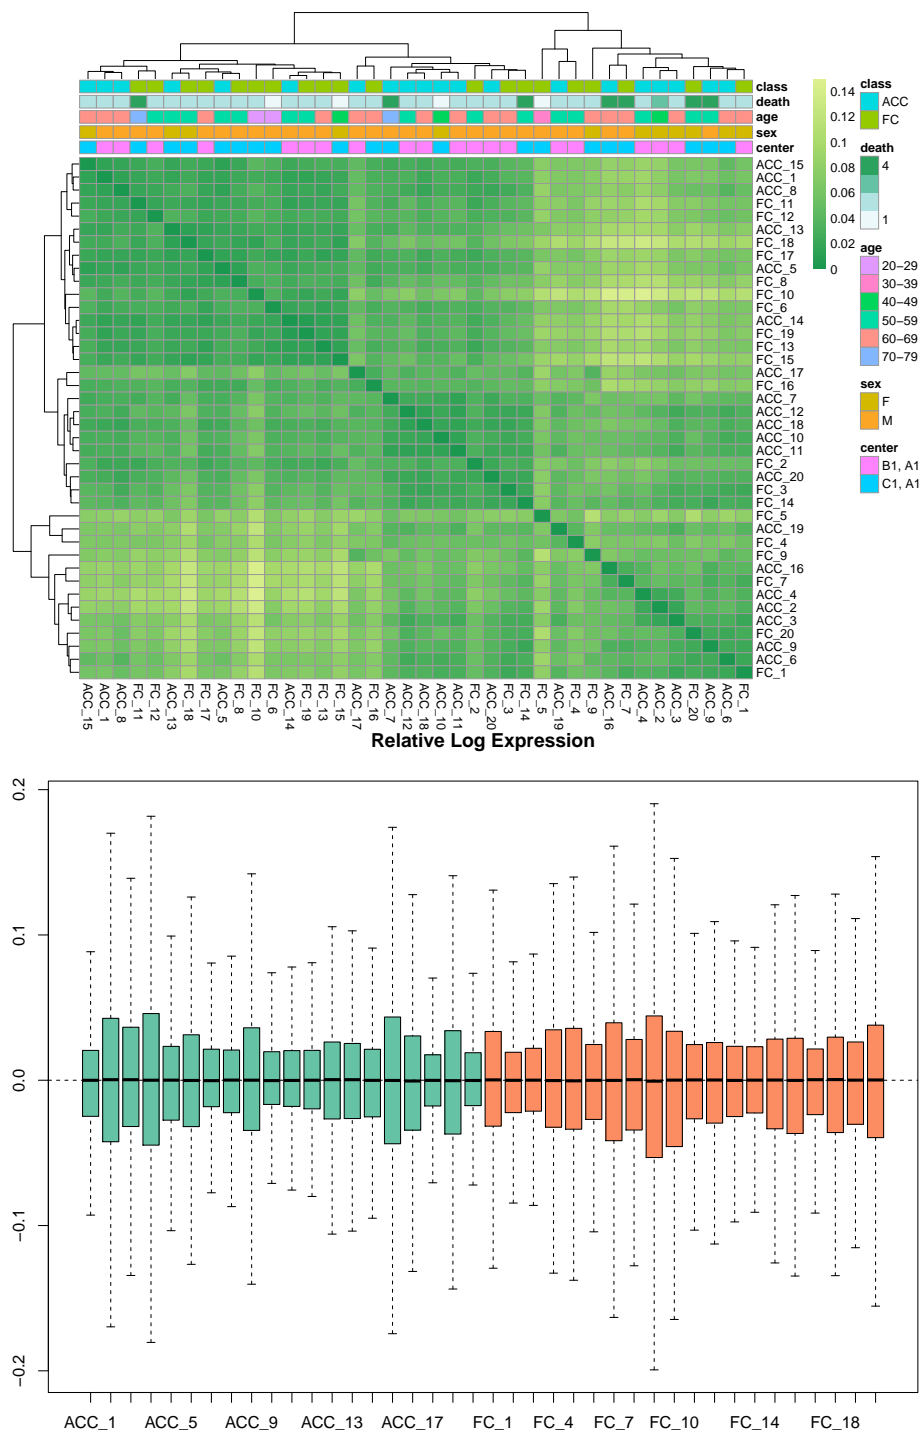 class
death
age
sex
center
ACC_15
ACC_1
ACC_8
FC_11
FC_12
ACC_13
FC_18
FC_17
ACC_5
FC_8
FC_10
FC_6
ACC_14
FC_19
FC_13
FC_15
ACC_17
FC_16
ACC_7
ACC_12
ACC_18
ACC_10
ACC_11
FC_2
ACC_20
FC_3
FC_14
FC_5
ACC_19
FC_4
FC_9
ACC_16
FC_7
ACC_4
ACC_2
ACC_3
FC_20
ACC_9
ACC_6
FC_1
0.14
0.12
0.1
0.08
0.06
0.04
0.02
0
class
ACC
FC
death
4
1
age
20−29
30−39
40−49
50−59
60−69
70−79
sex
F
M
center
B1, A1
C1, A1
ACC_15 ACC_1 ACC_8 FC_11 FC_12 ACC_13 FC_18 FC_17 ACC_5 FC_8 FC_10 FC_6 ACC_14 FC_19 FC_13 FC_15 ACC_17 FC_16 ACC_7 ACC_12 ACC_18 ACC_10 ACC_11 FC_2 ACC_20 FC_3 FC_14 FC_5 ACC_19 FC_4 FC_9 ACC_16 FC_7 ACC_4 ACC_2 ACC_3 FC_20 ACC_9 ACC_6 FC_1
Relative Log Expression
0.2
0.1
0.0
−0.1
−0.2
ACC_1 ACC_5 ACC_9 ACC_13 ACC_17 FC_1 FC_4 FC_7 FC_10 FC_14 FC_18